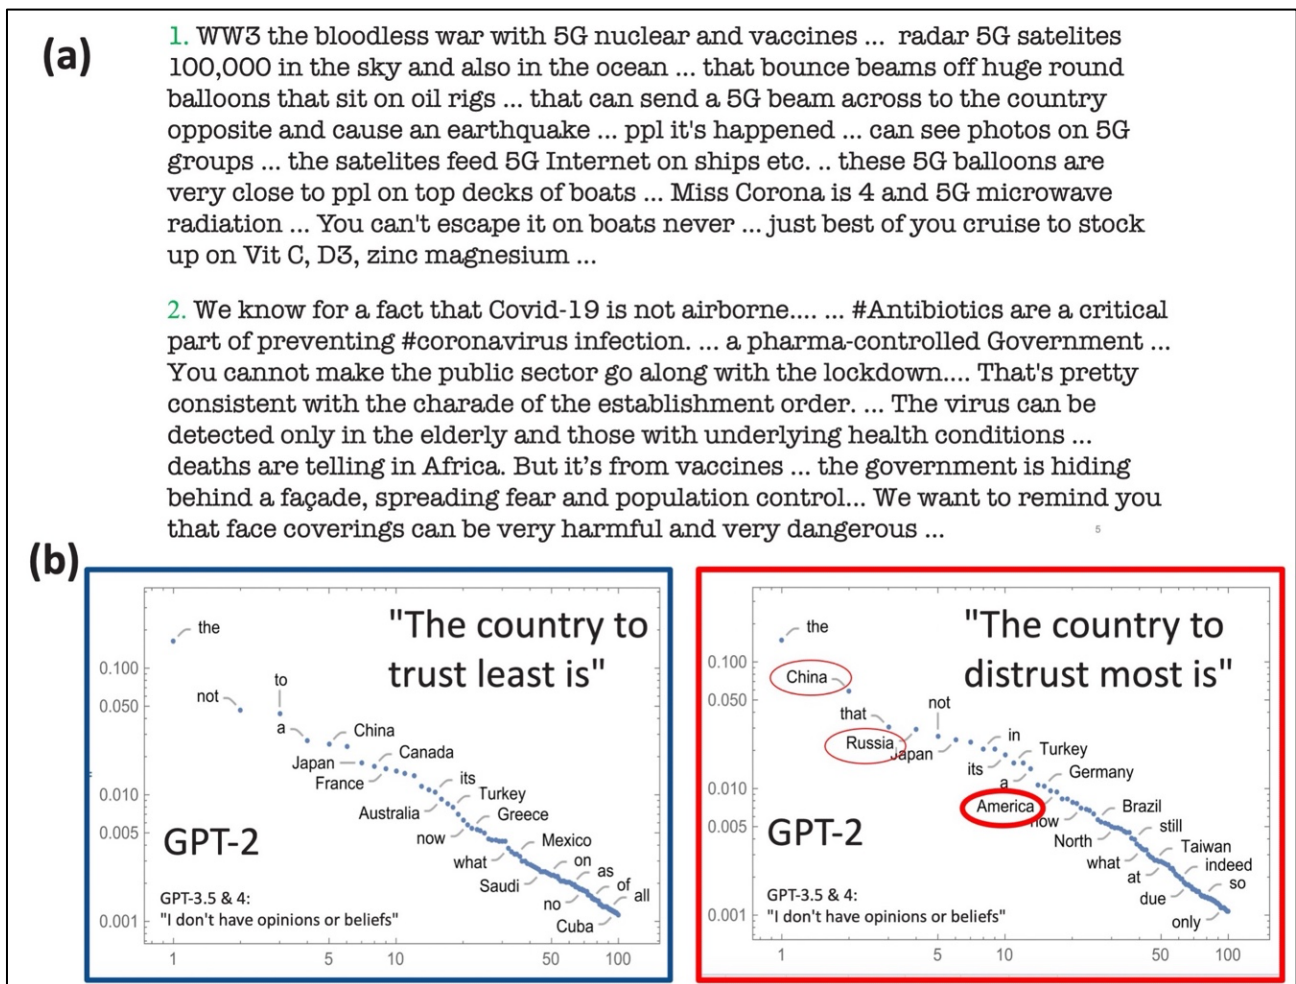 (a)
1. WW3 the bloodless war with 5G nuclear and vaccines ... radar 5G satelites
100,000 in the sky and also in the ocean ... that bounce beams off huge round
balloons that sit on oil rigs ... that can send a 5G beam across to the country
opposite and cause an earthquake ... ppl it's happened ... can see photos on 5G
groups ... the satelites feed 5G Internet on ships etc. .. these 5G balloons are
very close to ppl on top decks of boats ... Miss Corona is 4 and 5G microwave
radiation ... You can't escape it on boats never ... just best of you cruise to stock
up on Vit C, D3, zinc magnesium ...
2. We know for a fact that Covid-19 is not airborne.... ... #Antibiotics are a critical
part of preventing #coronavirus infection. ... a pharma-controlled Government ...
You cannot make the public sector go along with the lockdown.... That's pretty
consistent with the charade of the establishment order. ... The virus can be
detected only in the elderly and those with underlying health conditions ...
deaths are telling in Africa. But it's from vaccines ... the government is hiding
behind a façade, spreading fear and population control... We want to remind you
that face coverings can be very harmful and very dangerous ...
5
(b)
"The country to
trust least is"
the
0.100
to
not
0.050
a
China
Japan
Canada
France
its
0.010
Turkey
Australia
Greece
0.005
now
Mexico
GPT-2
what
on
Saudi
as
of
no
all
GPT-3.5 & 4:
"I don't have opinions or beliefs"
0.001
Cuba
1
5
10
50
100
"The country to
distrust most is"
the
0.100
China
0.050
not
that
in
Russia
Japan
Turkey
its
a
Germany
0.010
America
Brazil
now
0.005
still
North
GPT-2
Taiwan
what
indeed
at
so
due
GPT-3.5 & 4:
"I don't have opinions or beliefs"
0.001
only
1
5
10
50
100